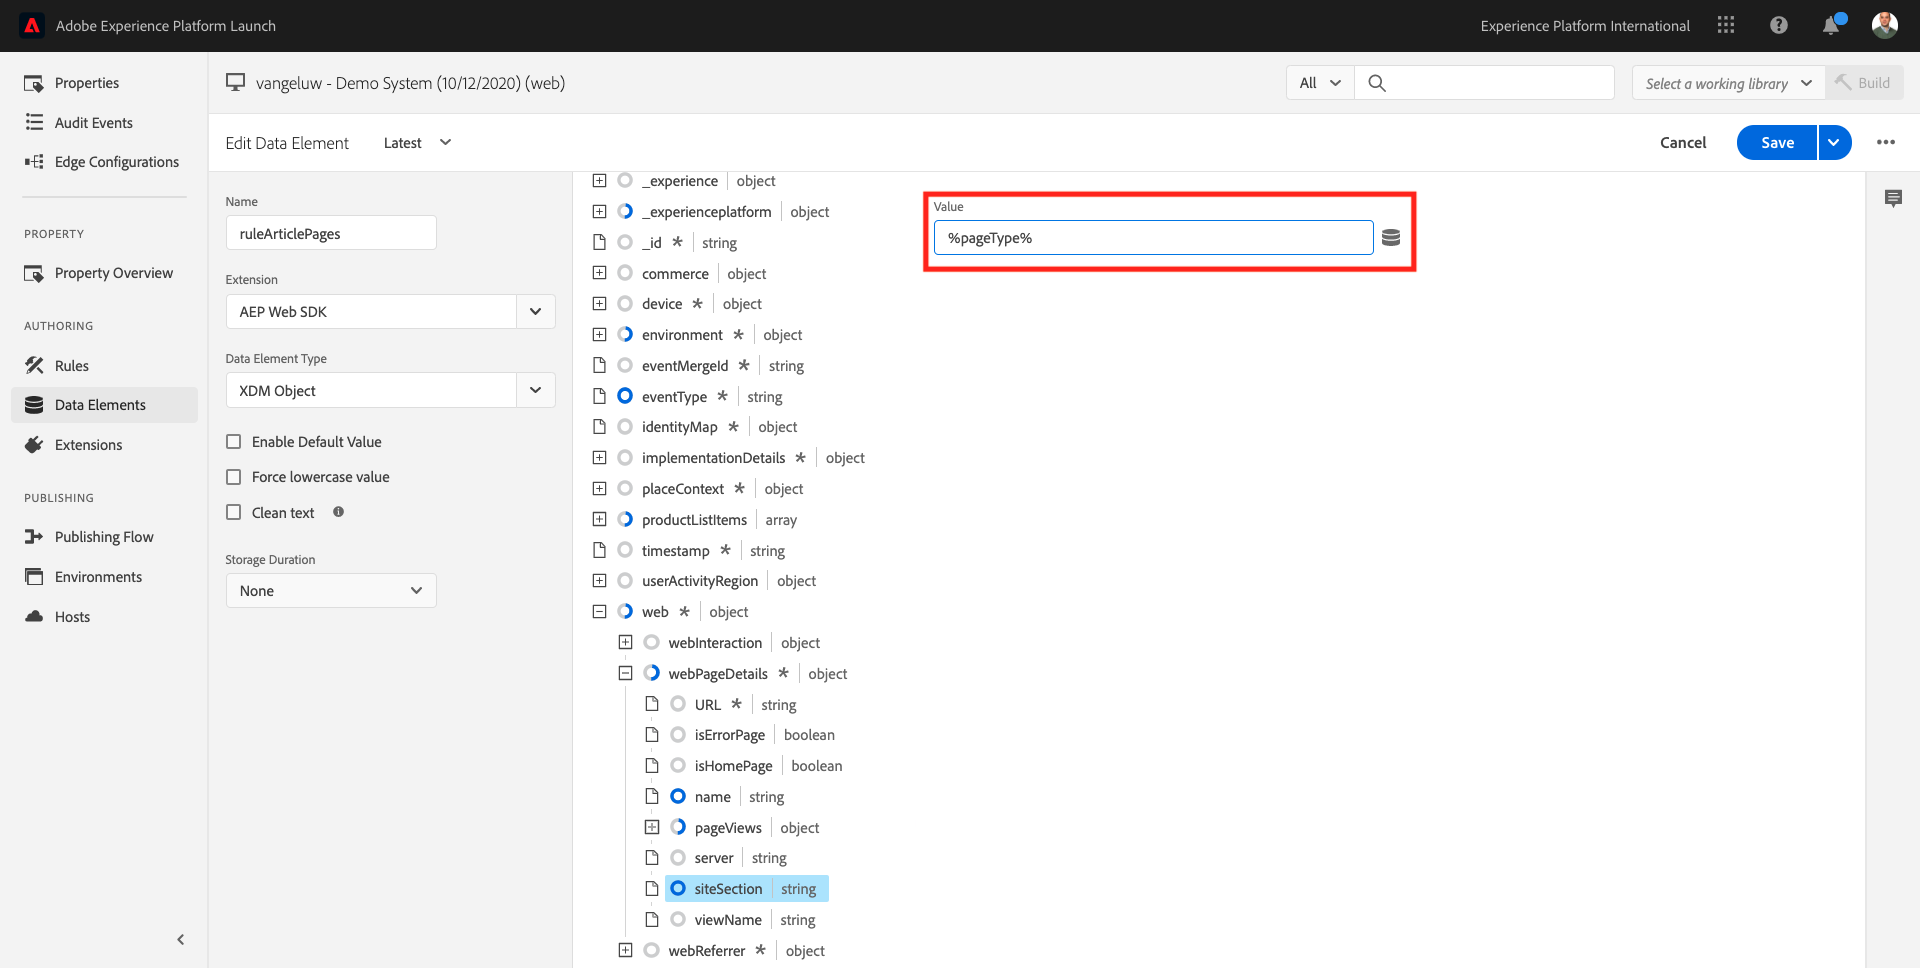 Adobe Experience Platform Launch
Experience Platform International
Properties
Audit Events
Edge Configurations
PROPERTY
Property Overview
AUTHORING
Rules
Data Elements
Extensions
PUBLISHING
Publishing Flow
Environments
Hosts
vangeluw - Demo System (10/12/2020) (web)
All
Select a working library
Build
Edit Data Element
Latest
Cancel
Save
Name
ruleArticlePages
Extension
AEP Web SDK
Data Element Type
XDM Object
Enable Default Value
Force lowercase value
Clean text
Storage Duration
None
_experience object
_experienceplatform object
_id * string
commerce object
device * object
environment * object
eventMergeId * string
eventType * string
identityMap * object
implementationDetails * object
placeContext * object
productListItems array
timestamp * string
userActivityRegion object
web * object
webInteraction object
webPageDetails * object
URL * string
isErrorPage boolean
isHomePage boolean
name string
pageViews object
server string
siteSection string
viewName string
webReferrer * object
Value
%pageType%